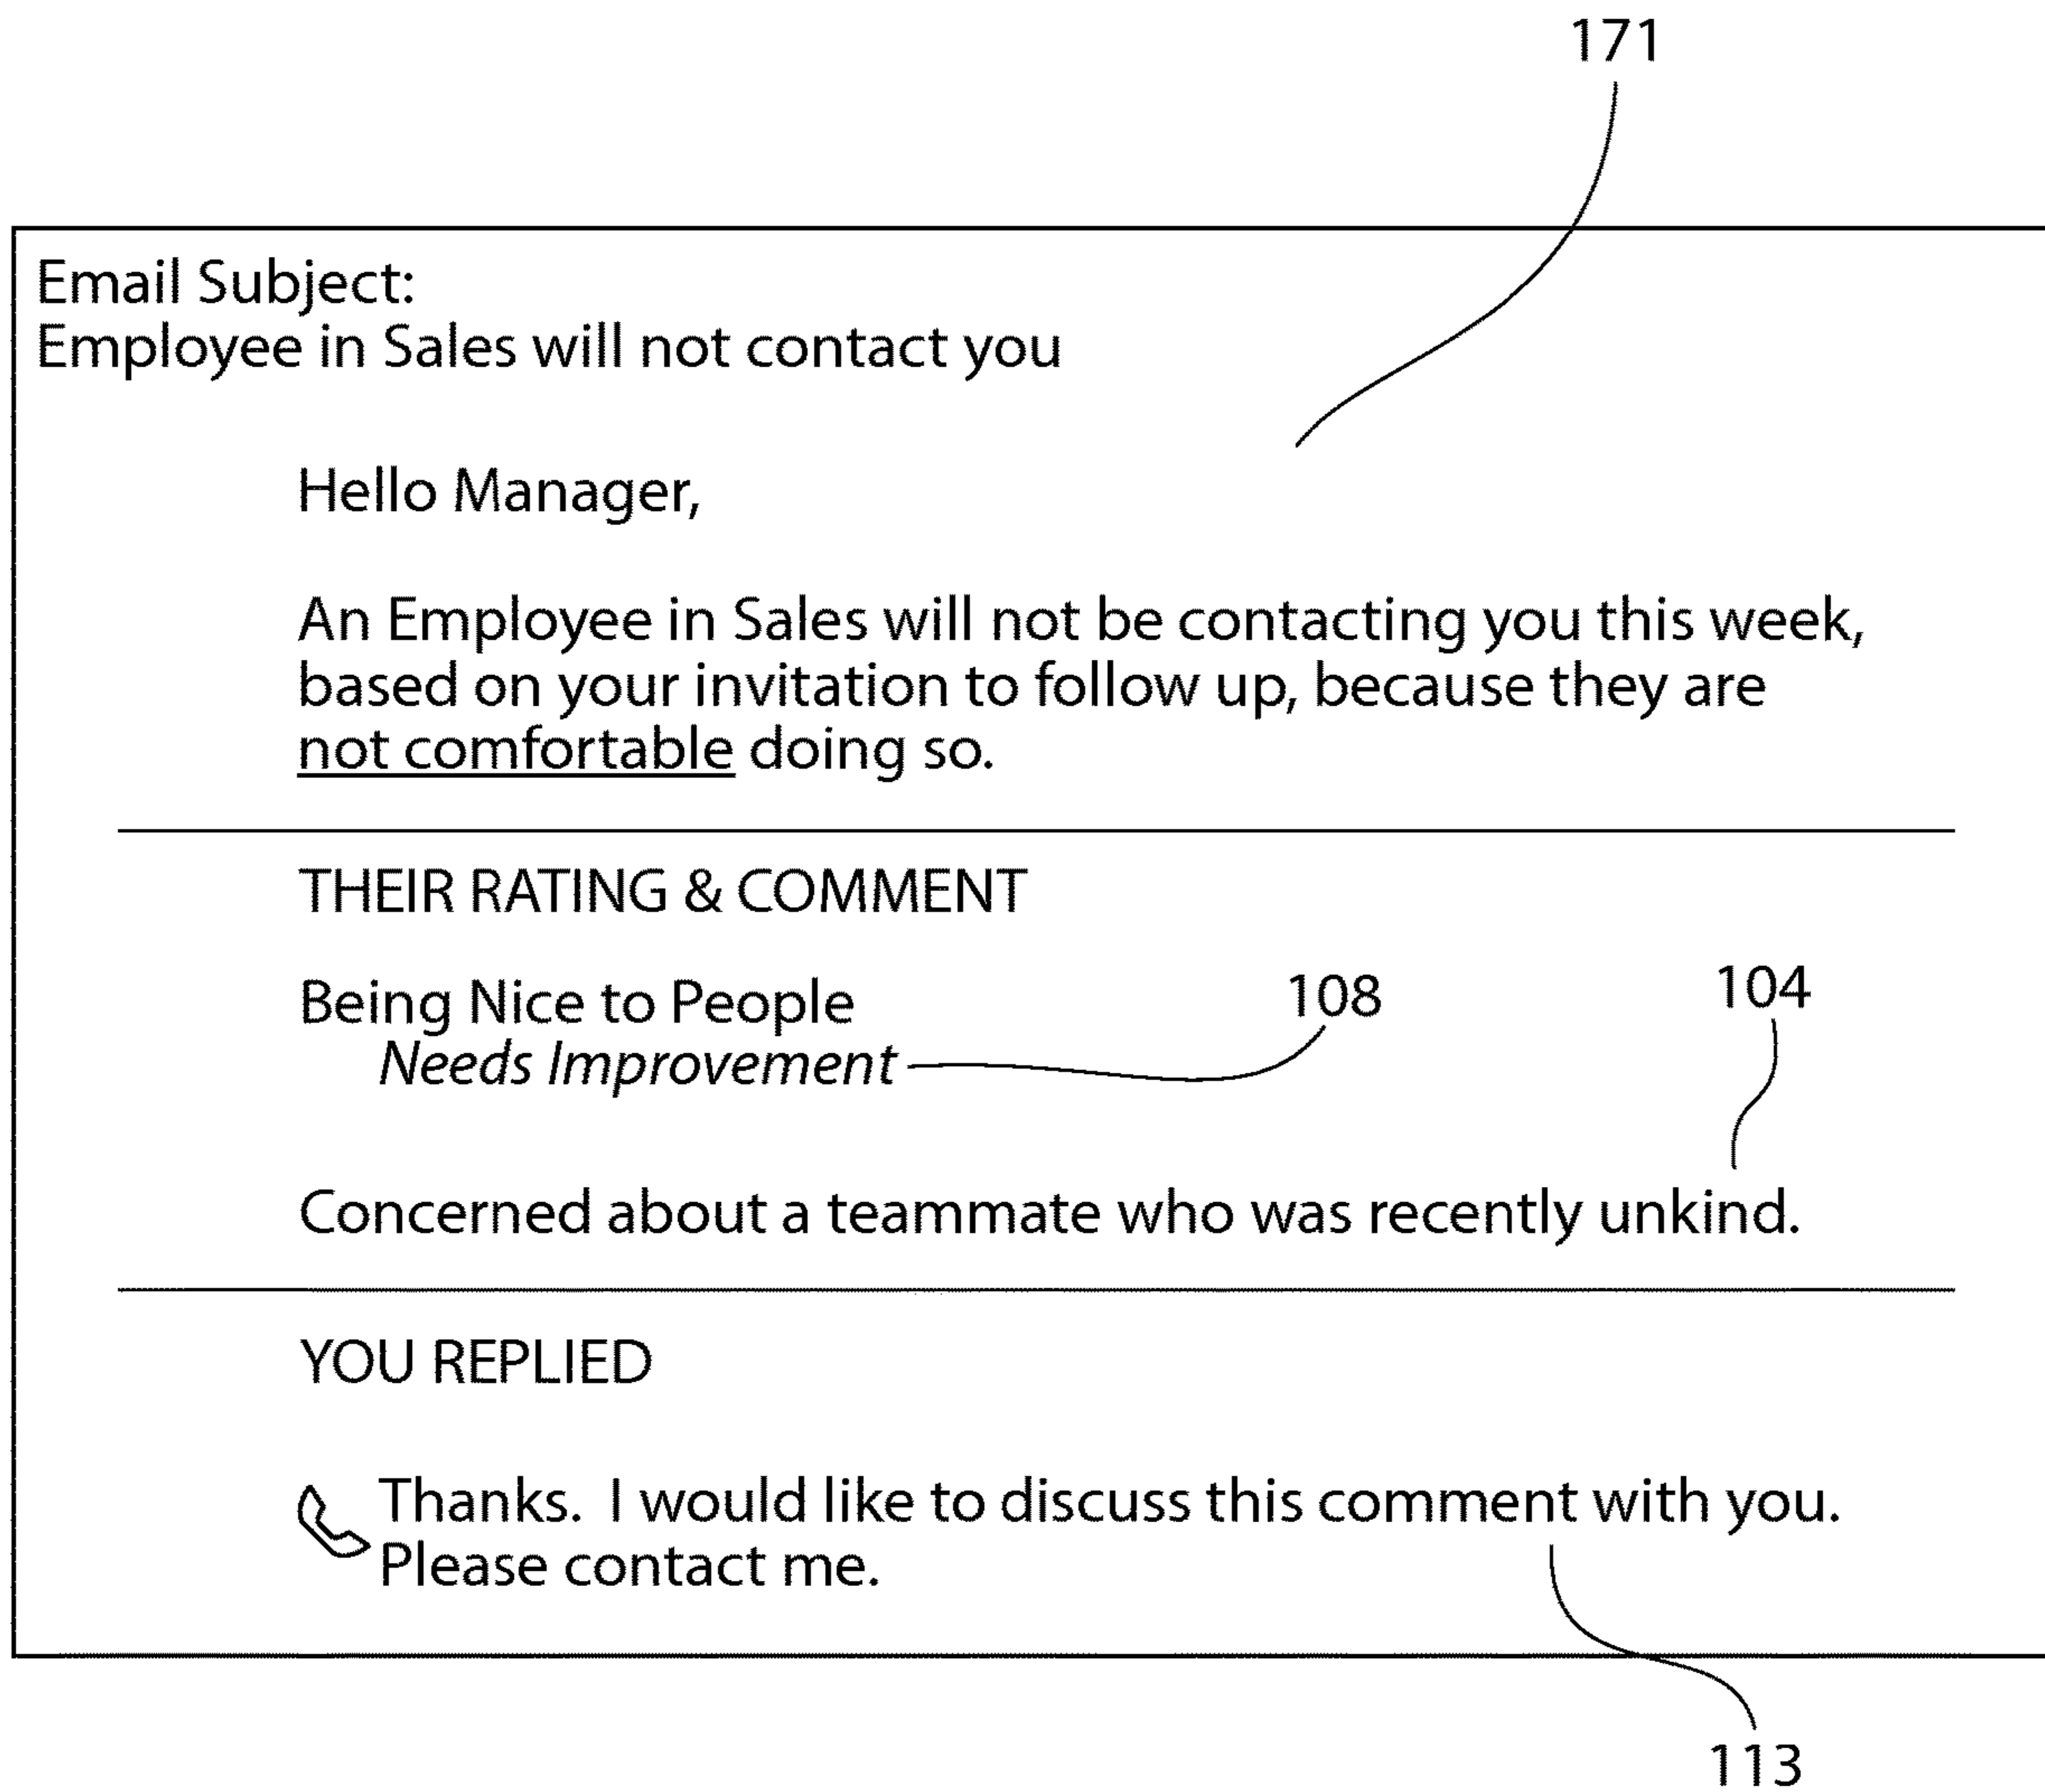 171
Email Subject:
Employee in Sales will not contact you
Hello Manager,
An Employee in Sales will not be contacting you this week,
based on your invitation to follow up, because they are
not comfortable doing so.
THEIR RATING & COMMENT
Being Nice to People
108
104
Needs Improvement
Concerned about a teammate who was recently unkind.
YOU REPLIED
Thanks. I would like to discuss this comment with you.
Please contact me.
113